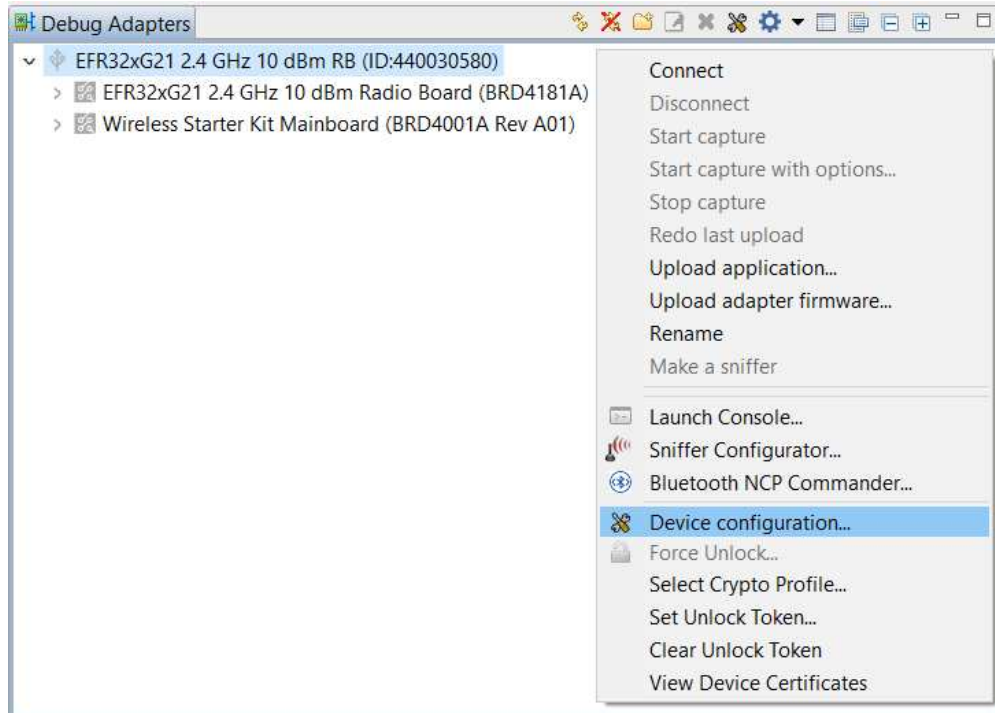 Debug Adapters
EFR32xG21 2.4 GHz 10 dBm RB (ID:440030580)
EFR32xG21 2.4 GHz 10 dBm Radio Board (BRD4181A)
Wireless Starter Kit Mainboard (BRD4001A Rev A01)
Connect
Disconnect
Start capture
Start capture with options...
Stop capture
Redo last upload
Upload application...
Upload adapter firmware...
Rename
Make a sniffer
Launch Console...
Sniffer Configurator...
Bluetooth NCP Commander...
Device configuration...
Force Unlock...
Select Crypto Profile...
Set Unlock Token...
Clear Unlock Token
View Device Certificates